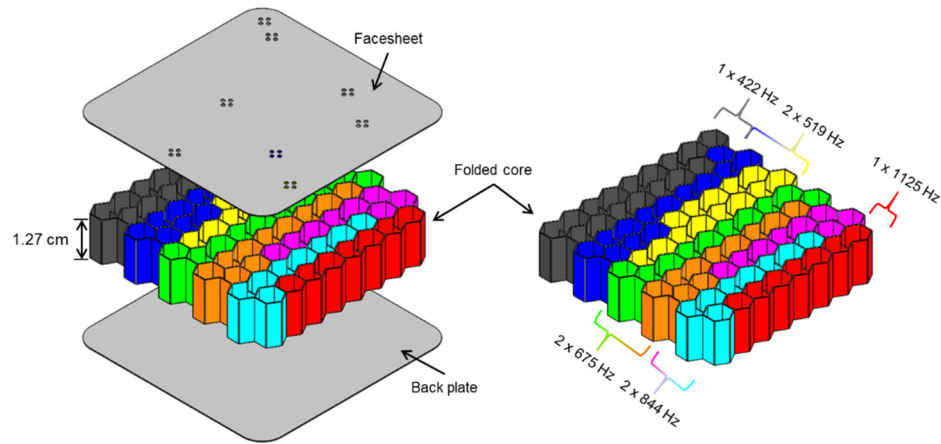 Facesheet
1 x 422 Hz
2 x 519 Hz
1 x 1125 Hz
Folded core
1.27 cm
2 x 675 Hz
2 x 844 Hz
Back plate